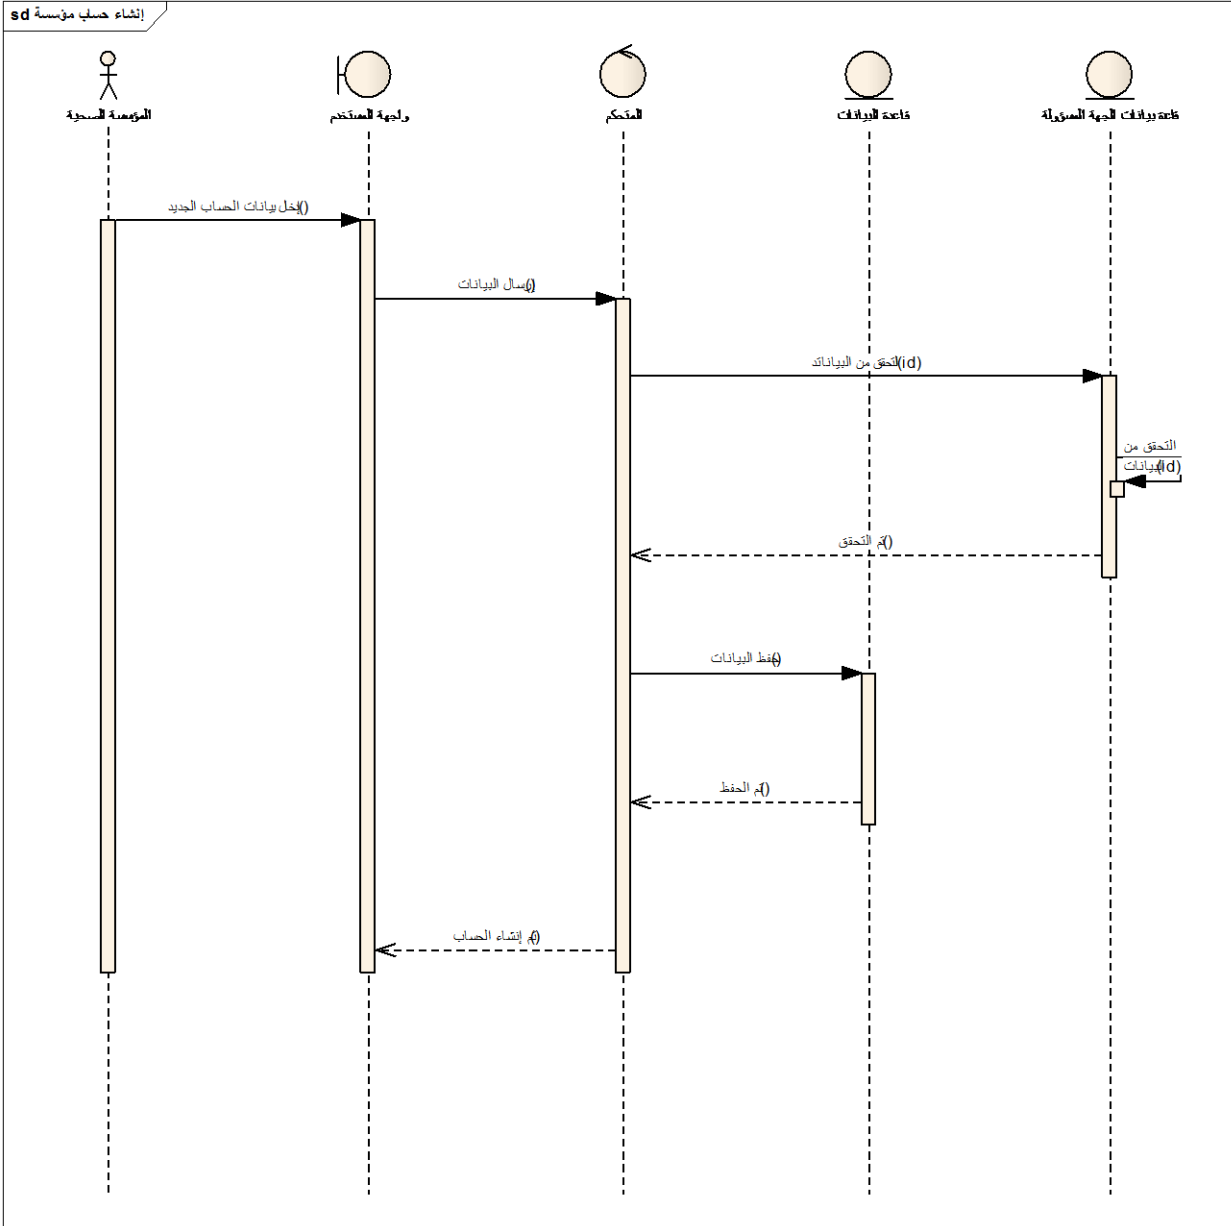 sd إنشاء حساب مؤسسة
المؤسسة الصحية
واجهة المستخدم
المتحكم
قاعدة البيانات
قاعدة بيانات الجهة المسؤولة
إدخل بيانات الحساب الجديد()
إرسال البيانات()
التحقق من البياناتد(id)
التحقق من
البيانات(id)
تم التحقق()
حفظ البيانات()
تم الحفظ()
تم إنشاء الحساب()